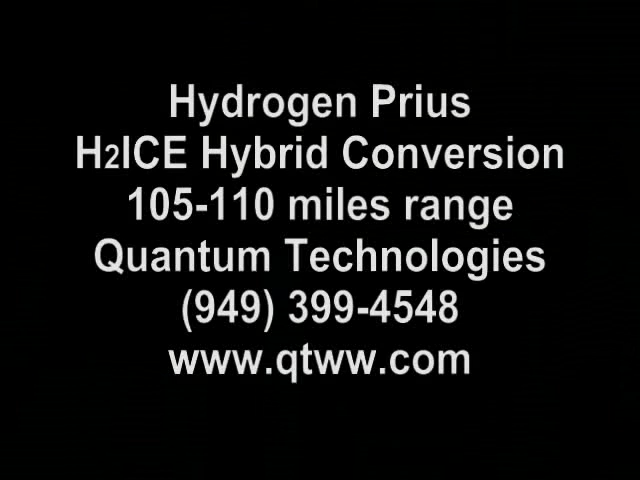 Hydrogen Prius
H2ICE Hybrid Conversion
105-110 miles range
Quantum Technologies
(949) 399-4548
www.qtww.com